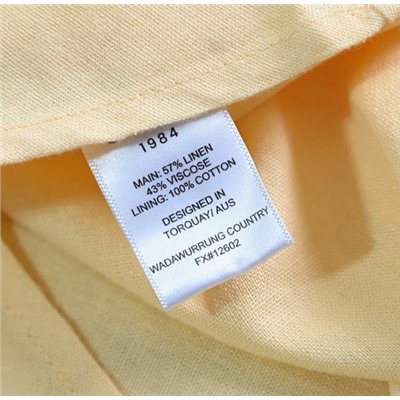 1984
MAIN: 57% LINEN
43% VISCOSE
LINING: 100% COTTON
DESIGNED IN
TORQUAY/ AUS
WADAWURRUNG COUNTRY
FX#12602